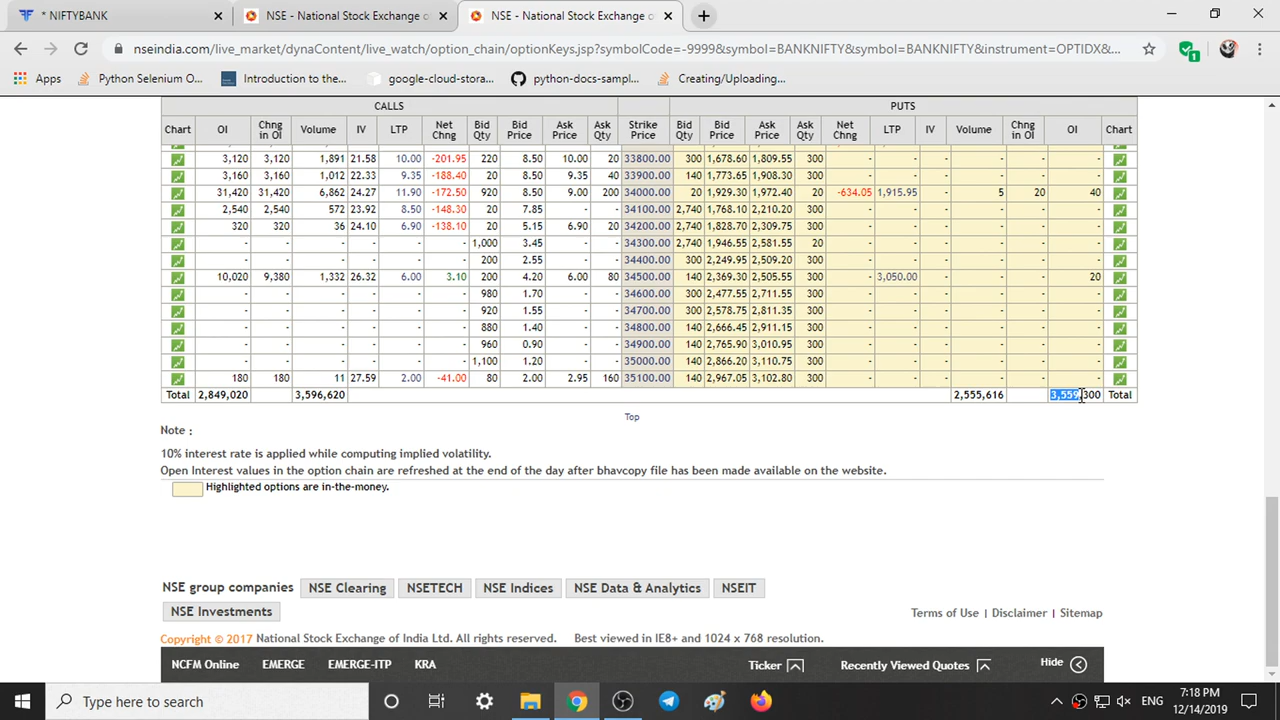 * NIFTYBANK
NSE - National Stock Exchange o
NSE - National Stock Exchange o
nseindia.com/live_market/dynaContent/live_watch/option_chain/optionKeys.jsp?symbolCode=-9999&symbol=BANKNIFTY&symbol=BANKNIFTY&instrument=OPTIDX&...
1
Apps Python Selenium O... Introduction to the... google-cloud-stora... python-docs-sampl... Creating/Uploading...
CALLS PUTS
Chart OI Chng in OI Volume IV LTP Net Chng Bid Qty Bid Price Ask Price Ask Qty Strike Price Bid Qty Bid Price Ask Price Ask Qty Net Chng LTP IV Volume Chng in OI OI Chart
3,120 3,120 1,891 21.58 10.00 -201.95 220 8.50 10.00 20 33800.00 300 1,678.60 1,809.55 300 - - - - - -
3,160 3,160 1,012 22.33 9.35 -188.40 20 8.50 9.35 40 33900.00 140 1,773.65 1,908.30 300 - - - - - -
31,420 31,420 6,862 24.27 11.90 -172.50 920 8.50 9.00 200 34000.00 20 1,929.30 1,972.40 20 -634.05 1,915.95 - 5 20 40
2,540 2,540 572 23.92 8.50 -148.30 20 7.85 - - 34100.00 2,740 1,768.10 2,210.20 300 - - - - - -
320 320 36 24.10 6.90 -138.10 20 5.15 6.90 20 34200.00 2,740 1,828.70 2,309.75 300 - - - - - -
- - - - - - 1,000 3.45 - - 34300.00 2,740 1,946.55 2,581.55 20 - - - - - -
- - - - - - 200 2.55 - - 34400.00 300 2,249.95 2,509.20 300 - - - - - -
10,020 9,380 1,332 26.32 6.00 3.10 200 4.20 6.00 80 34500.00 140 2,369.30 2,505.55 300 - 3,050.00 - - - 20
- - - - - - 980 1.70 - - 34600.00 300 2,477.55 2,711.55 300 - - - - - -
- - - - - - 920 1.55 - - 34700.00 300 2,578.75 2,811.35 300 - - - - - -
- - - - - - 880 1.40 - - 34800.00 140 2,666.45 2,911.15 300 - - - - - -
- - - - - - 960 0.90 - - 34900.00 140 2,765.90 3,010.95 300 - - - - - -
- - - - - - 1,100 1.20 - - 35000.00 140 2,866.20 3,110.75 300 - - - - - -
180 180 11 27.59 2.00 -41.00 80 2.00 2.95 160 35100.00 140 2,967.05 3,102.80 300 - - - - - -
Total 2,849,020 3,596,620 2,555,616 3,559,300 Total
Top
Note :
10% interest rate is applied while computing implied volatility.
Open Interest values in the option chain are refreshed at the end of the day after bhavcopy file has been made available on the website.
Highlighted options are in-the-money.
NSE group companies NSE Clearing NSETECH NSE Indices NSE Data & Analytics NSEIT
NSE Investments
Terms of Use | Disclaimer | Sitemap
Copyright © 2017 National Stock Exchange of India Ltd. All rights reserved. Best viewed in IE8+ and 1024 x 768 resolution.
NCFM Online EMERGE EMERGE-ITP KRA Ticker Recently Viewed Quotes Hide
Type here to search
ENG
7:18 PM
12/14/2019